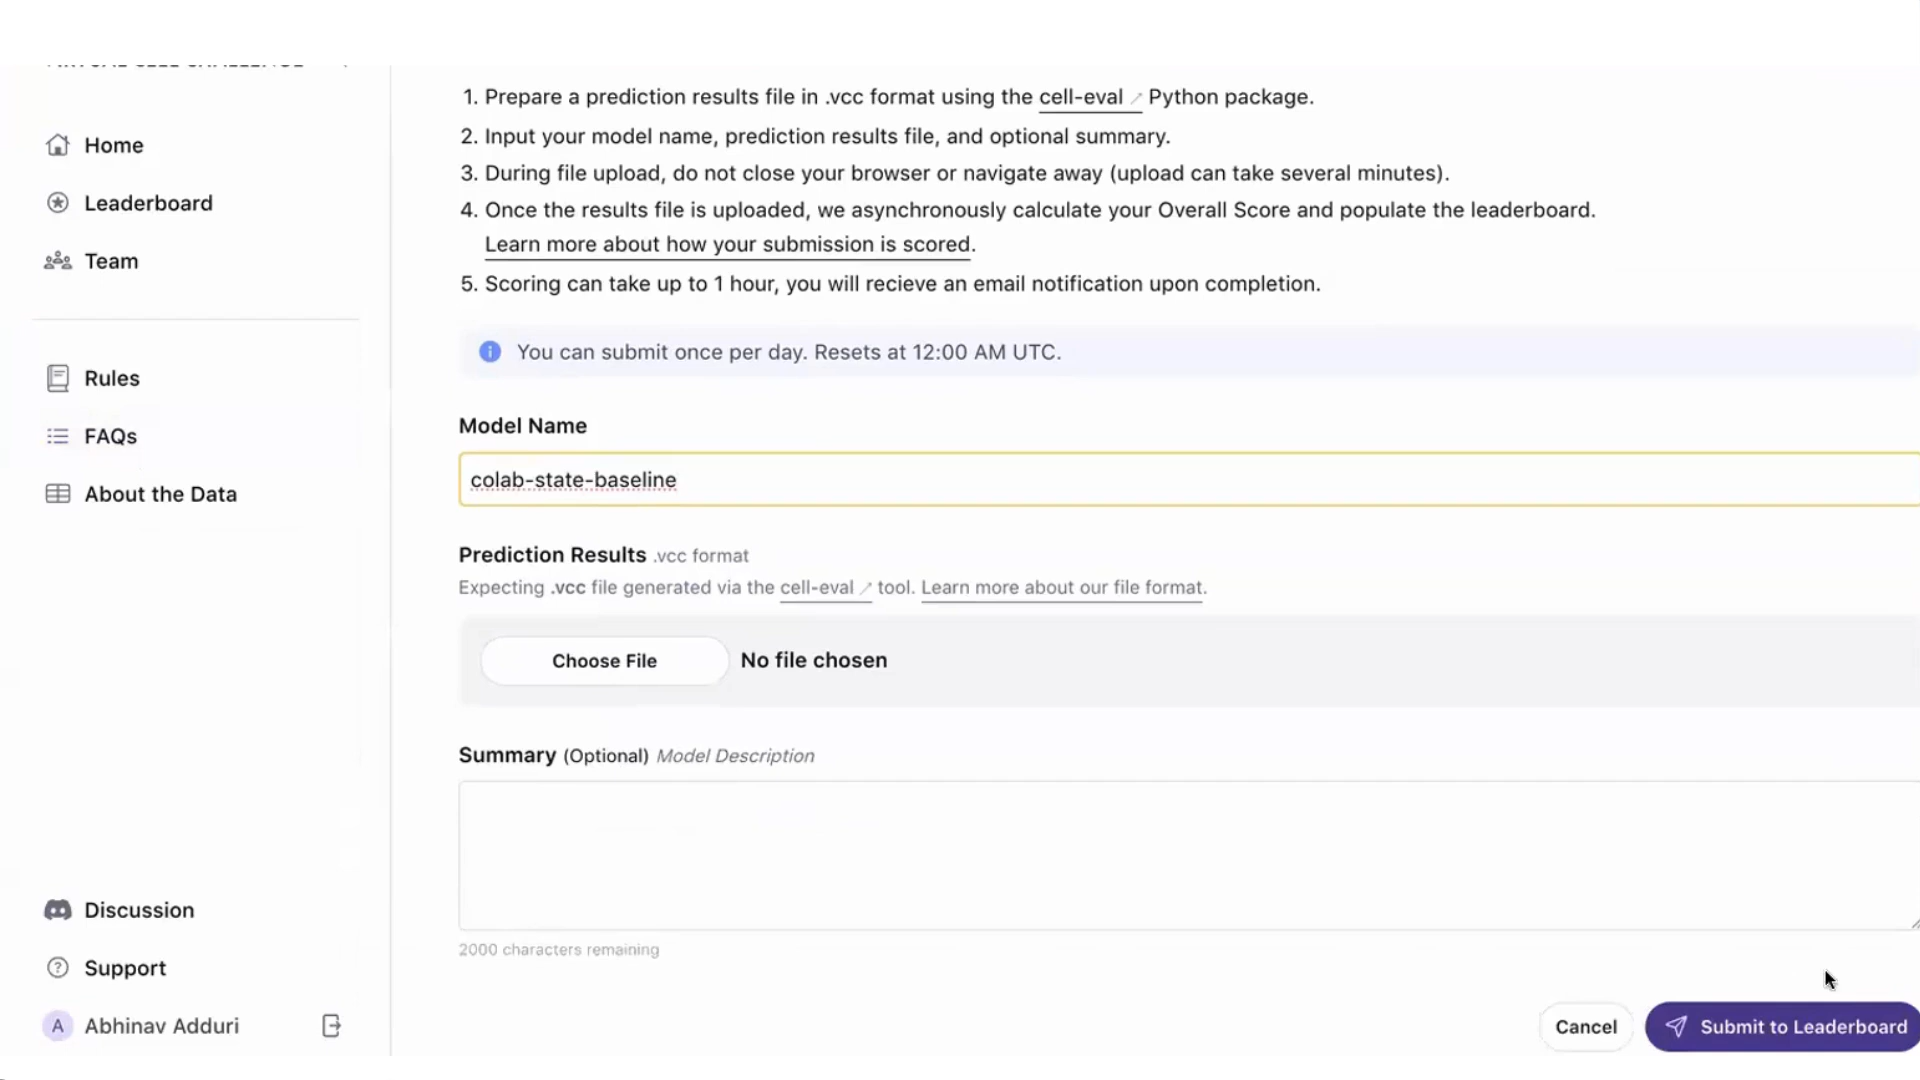 Home
Leaderboard
Team
Rules
FAQs
About the Data
Discussion
Support
A Abhinav Adduri
1. Prepare a prediction results file in .vcc format using the cell-eval Python package.
2. Input your model name, prediction results file, and optional summary.
3. During file upload, do not close your browser or navigate away (upload can take several minutes).
4. Once the results file is uploaded, we asynchronously calculate your Overall Score and populate the leaderboard.
Learn more about how your submission is scored.
5. Scoring can take up to 1 hour, you will recieve an email notification upon completion.
You can submit once per day. Resets at 12:00 AM UTC.
Model Name
colab-state-baseline
Prediction Results .vcc format
Expecting .vcc file generated via the cell-eval tool. Learn more about our file format.
Choose File No file chosen
Summary (Optional) Model Description
2000 characters remaining
Cancel Submit to Leaderboard